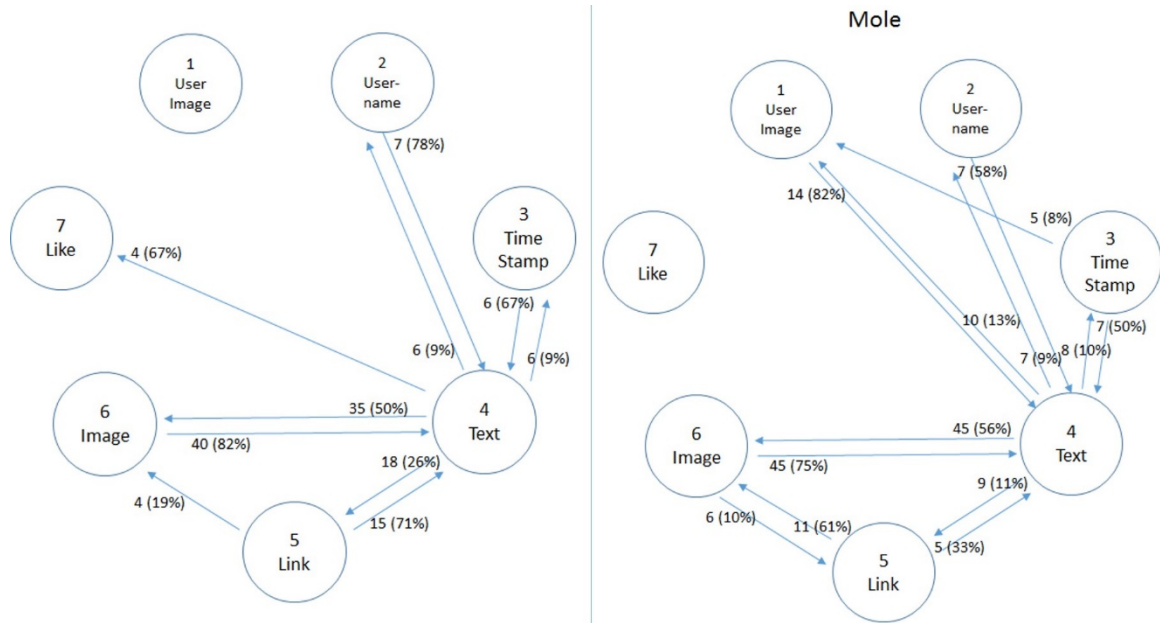 1
User
Image
2
User-
name
7 (78%)
3
Time
Stamp
7
Like
4 (67%)
6 (67%)
6 (9%)
6 (9%)
4
Text
6
Image
35 (50%)
40 (82%)
18 (26%)
15 (71%)
4 (19%)
5
Link
Mole
1
User
Image
2
User-
name
7 (58%)
14 (82%)
5 (8%)
3
Time
Stamp
7
Like
10 (13%)
7 (9%)
8 (10%)
7 (50%)
4
Text
6
Image
45 (56%)
45 (75%)
9 (11%)
5 (33%)
11 (61%)
6 (10%)
5
Link